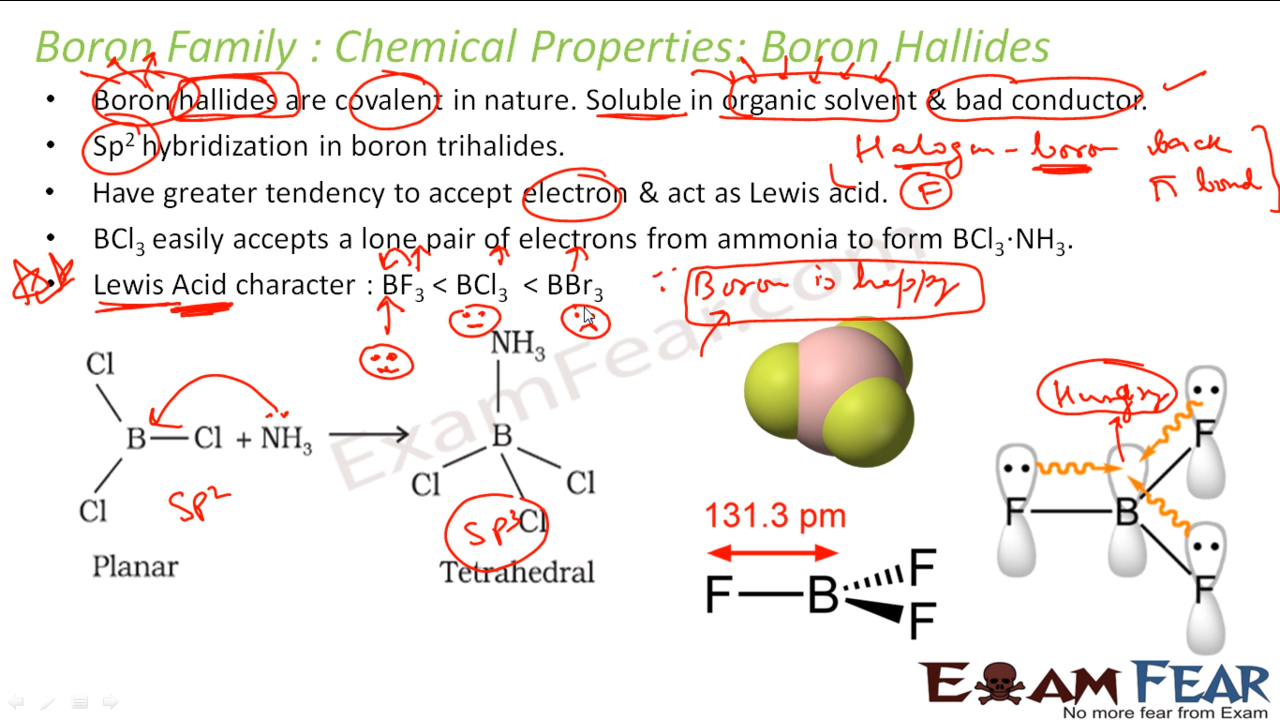 Boron Family : Chemical Properties: Boron Hallides
• Boron hallides are covalent in nature. Soluble in organic solvent & bad conductor.
• Sp² hybridization in boron trihalides.
Halogen - boron back
π bond
• Have greater tendency to accept electron & act as Lewis acid.
F
• BCl₃ easily accepts a lone pair of electrons from ammonia to form BCl₃·NH₃.
• Lewis Acid character : BF₃ < BCl₃ < BBr₃
∵ Boron is happy
Cl
B — Cl + NH₃
Cl
Sp²
Planar
NH₃
B
Cl
Cl
Cl
Sp³
Tetrahedral
131.3 pm
F — B
F
F
Hungry
F
F
B
F
ExamFear.com
EXAM FEAR
No more fear from Exam